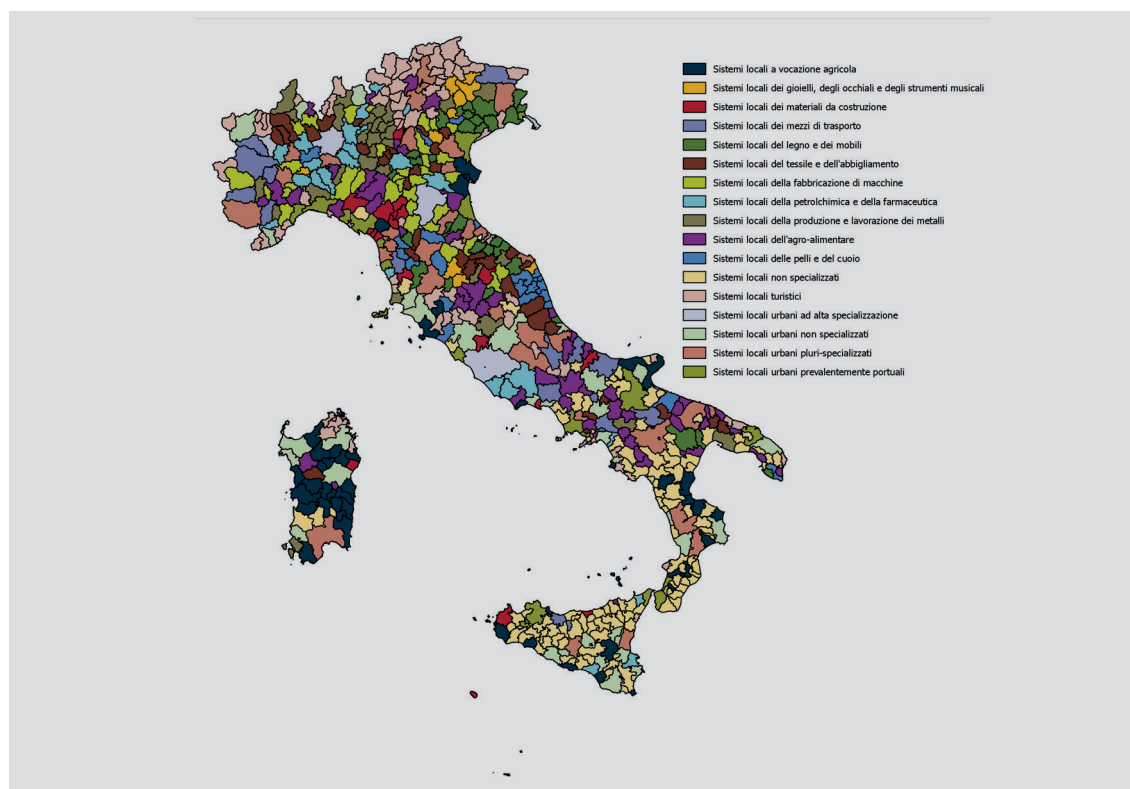 Sistemi locali a vocazione agricola
Sistemi locali dei gioielli, degli occhiali e degli strumenti musicali
Sistemi locali dei materiali da costruzione
Sistemi locali dei mezzi di trasporto
Sistemi locali del legno e dei mobili
Sistemi locali del tessile e dell'abbigliamento
Sistemi locali della fabbricazione di macchine
Sistemi locali della petrolchimica e della farmaceutica
Sistemi locali della produzione e lavorazione dei metalli
Sistemi locali dell'agro-alimentare
Sistemi locali delle pelli e del cuoio
Sistemi locali non specializzati
Sistemi locali turistici
Sistemi locali urbani ad alta specializzazione
Sistemi locali urbani non specializzati
Sistemi locali urbani pluri-specializzati
Sistemi locali urbani prevalentemente portuali